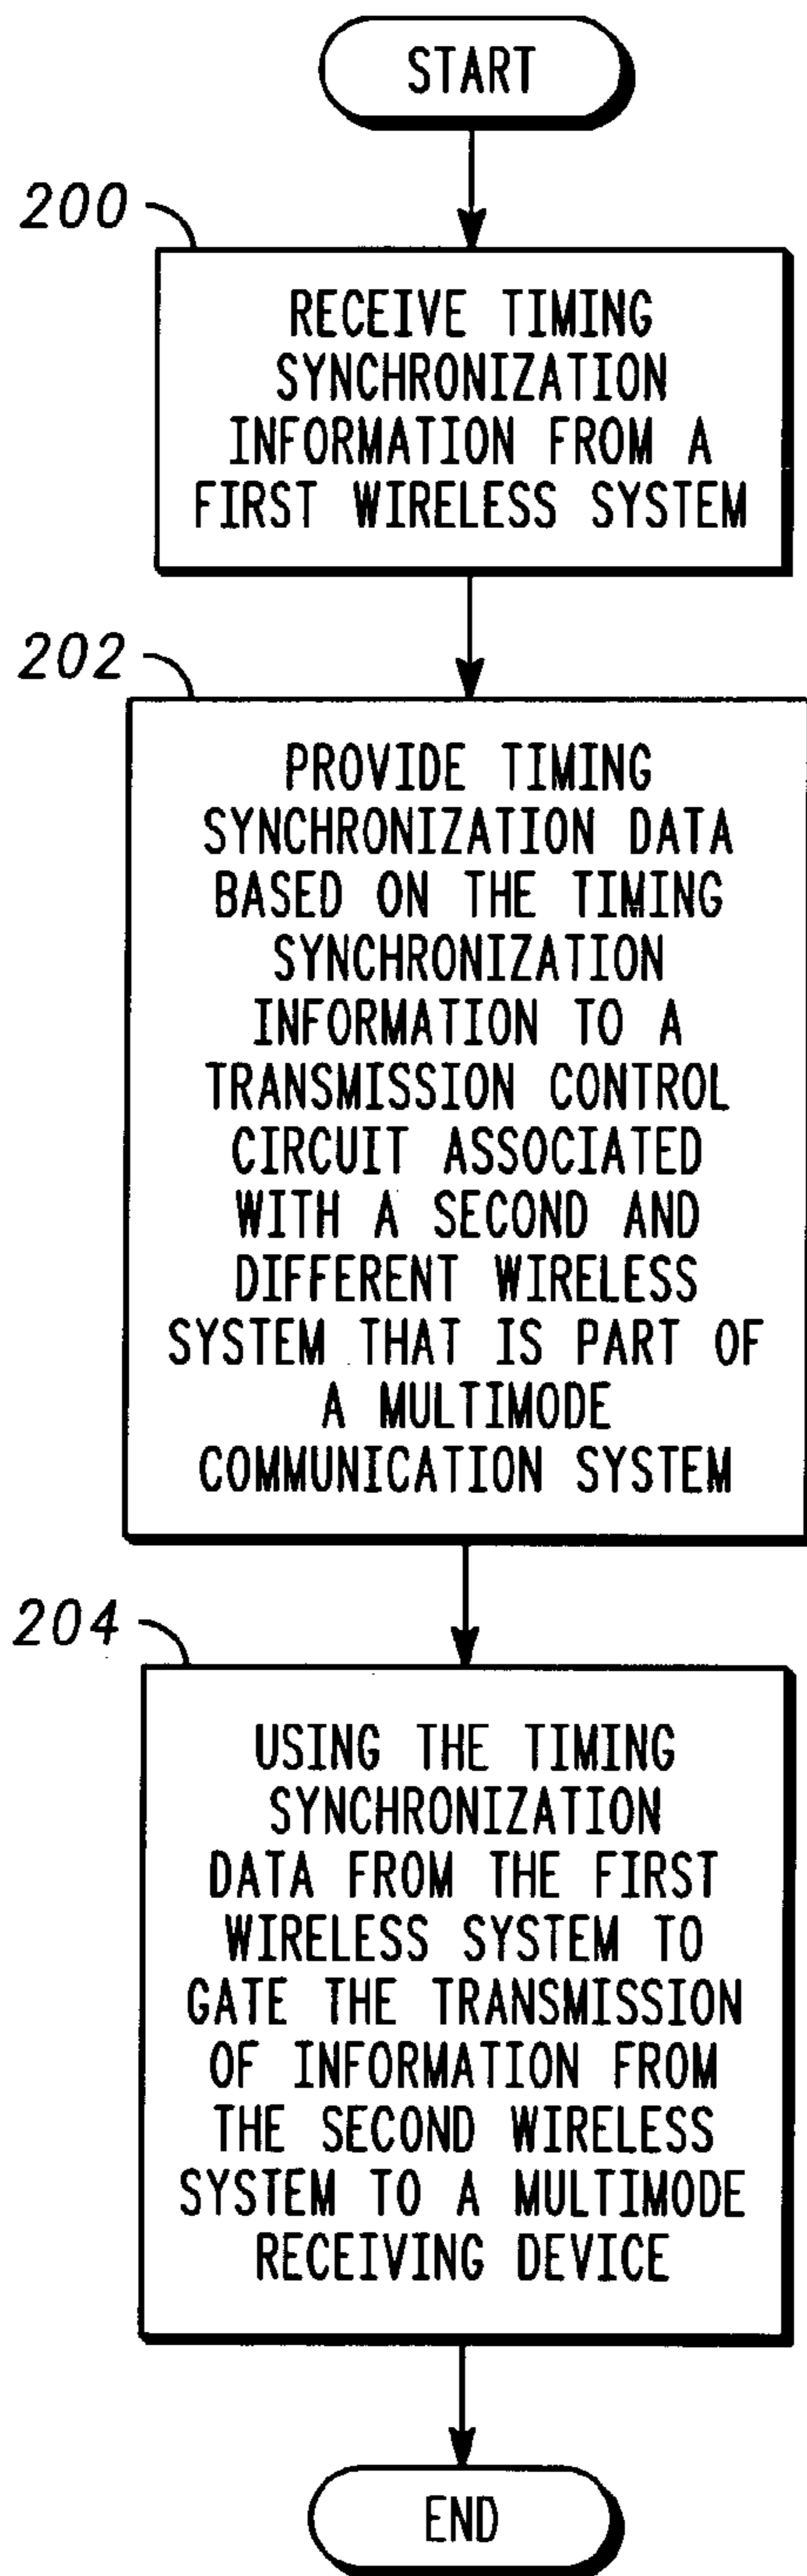 START
200
RECEIVE TIMING
SYNCHRONIZATION
INFORMATION FROM A
FIRST WIRELESS SYSTEM
202
PROVIDE TIMING
SYNCHRONIZATION DATA
BASED ON THE TIMING
SYNCHRONIZATION
INFORMATION TO A
TRANSMISSION CONTROL
CIRCUIT ASSOCIATED
WITH A SECOND AND
DIFFERENT WIRELESS
SYSTEM THAT IS PART OF
A MULTIMODE
COMMUNICATION SYSTEM
204
USING THE TIMING
SYNCHRONIZATION
DATA FROM THE FIRST
WIRELESS SYSTEM TO
GATE THE TRANSMISSION
OF INFORMATION FROM
THE SECOND WIRELESS
SYSTEM TO A MULTIMODE
RECEIVING DEVICE
END